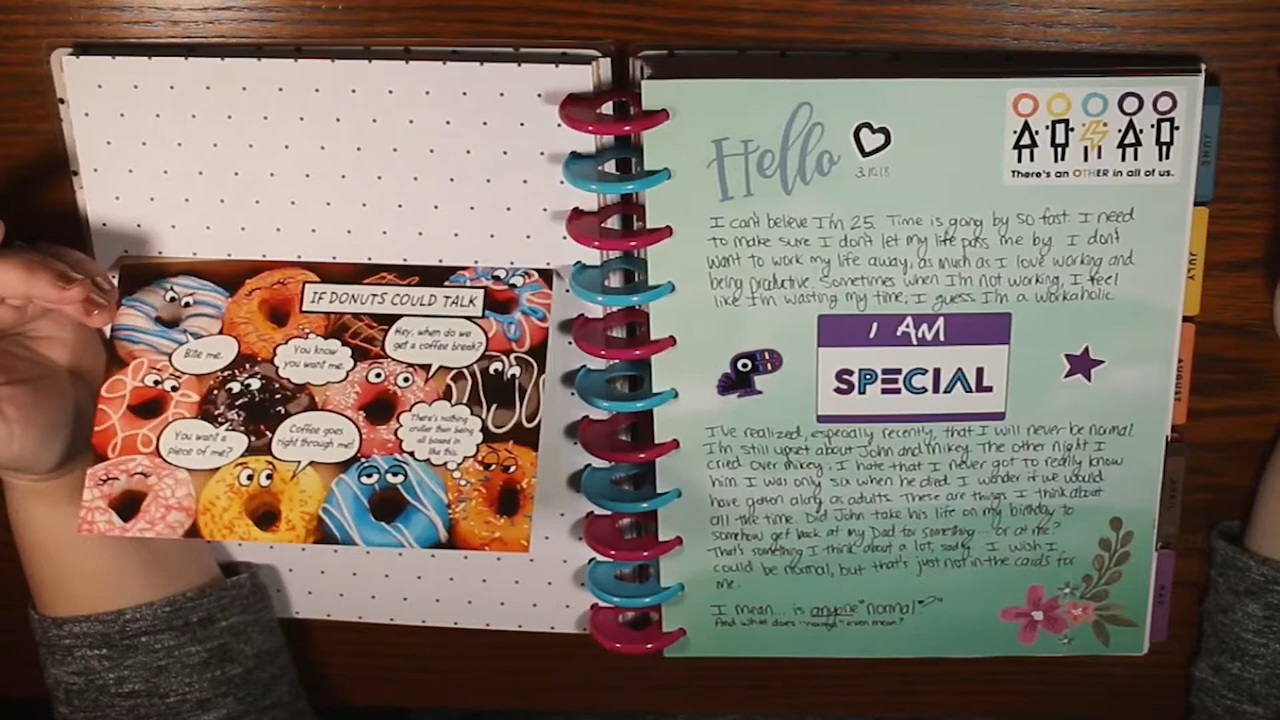 IF DONUTS COULD TALK
Bite me.
You know
you want me.
Hey, when do we
get a coffee break?
You want a
piece of me?
Coffee goes
right through me!
There's nothing
cruller than being
all boxed in
like this.
Hello
3.10.18
There's an OTHER in all of us.
I can't believe I'm 25. Time is going by so fast. I need
to make sure I don't let my life pass me by. I don't
want to work my life away, as much as I love working and
being productive. Sometimes when I'm not working, I feel
like I'm wasting my time; I guess I'm a workaholic.
I AM
SPECIAL
I've realized, especially recently, that I will never be normal.
I'm still upset about John and Mikey. The other night I
cried over Mikey. I hate that I never got to really know
him. I was only six when he died. I wonder if we would
have gotten along as adults. These are things I think about
all the time. Did John take his life on my birthday to
somehow get back at my Dad for something... or at me?
That's something I think about a lot, sadly. I wish I
could be normal, but that's just not in the cards for
me.
I mean... is anyone "normal"?
And what does "normal" even mean?
JUNE
JULY
AUGUST